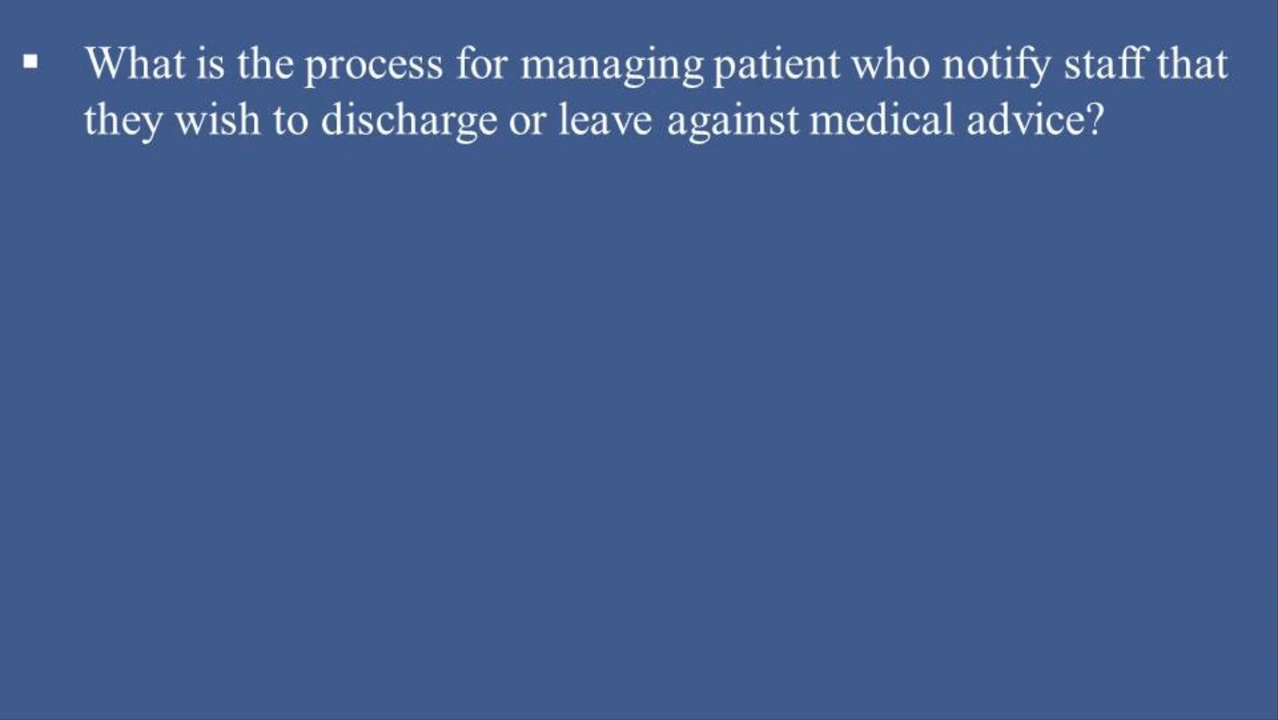 ▪ What is the process for managing patient who notify staff that
they wish to discharge or leave against medical advice?